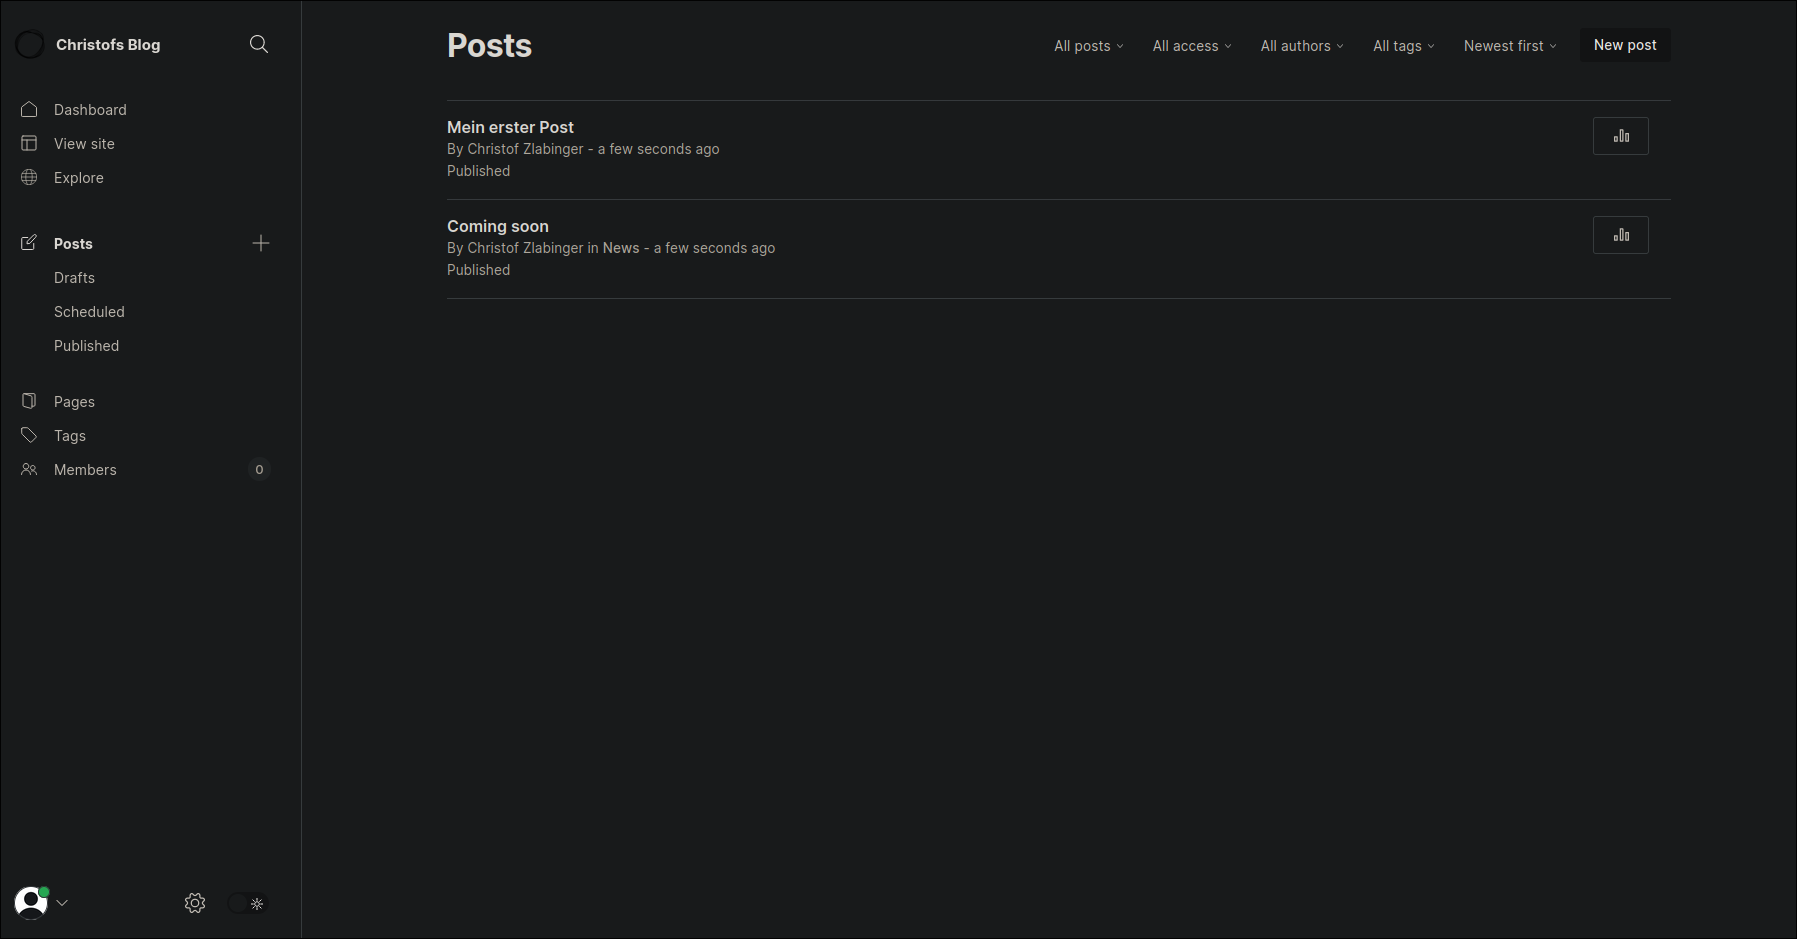 Christofs Blog
Dashboard
View site
Explore
Posts
Drafts
Scheduled
Published
Pages
Tags
Members
0
Posts
All posts
All access
All authors
All tags
Newest first
New post
Mein erster Post
By Christof Zlabinger - a few seconds ago
Published
Coming soon
By Christof Zlabinger in News - a few seconds ago
Published